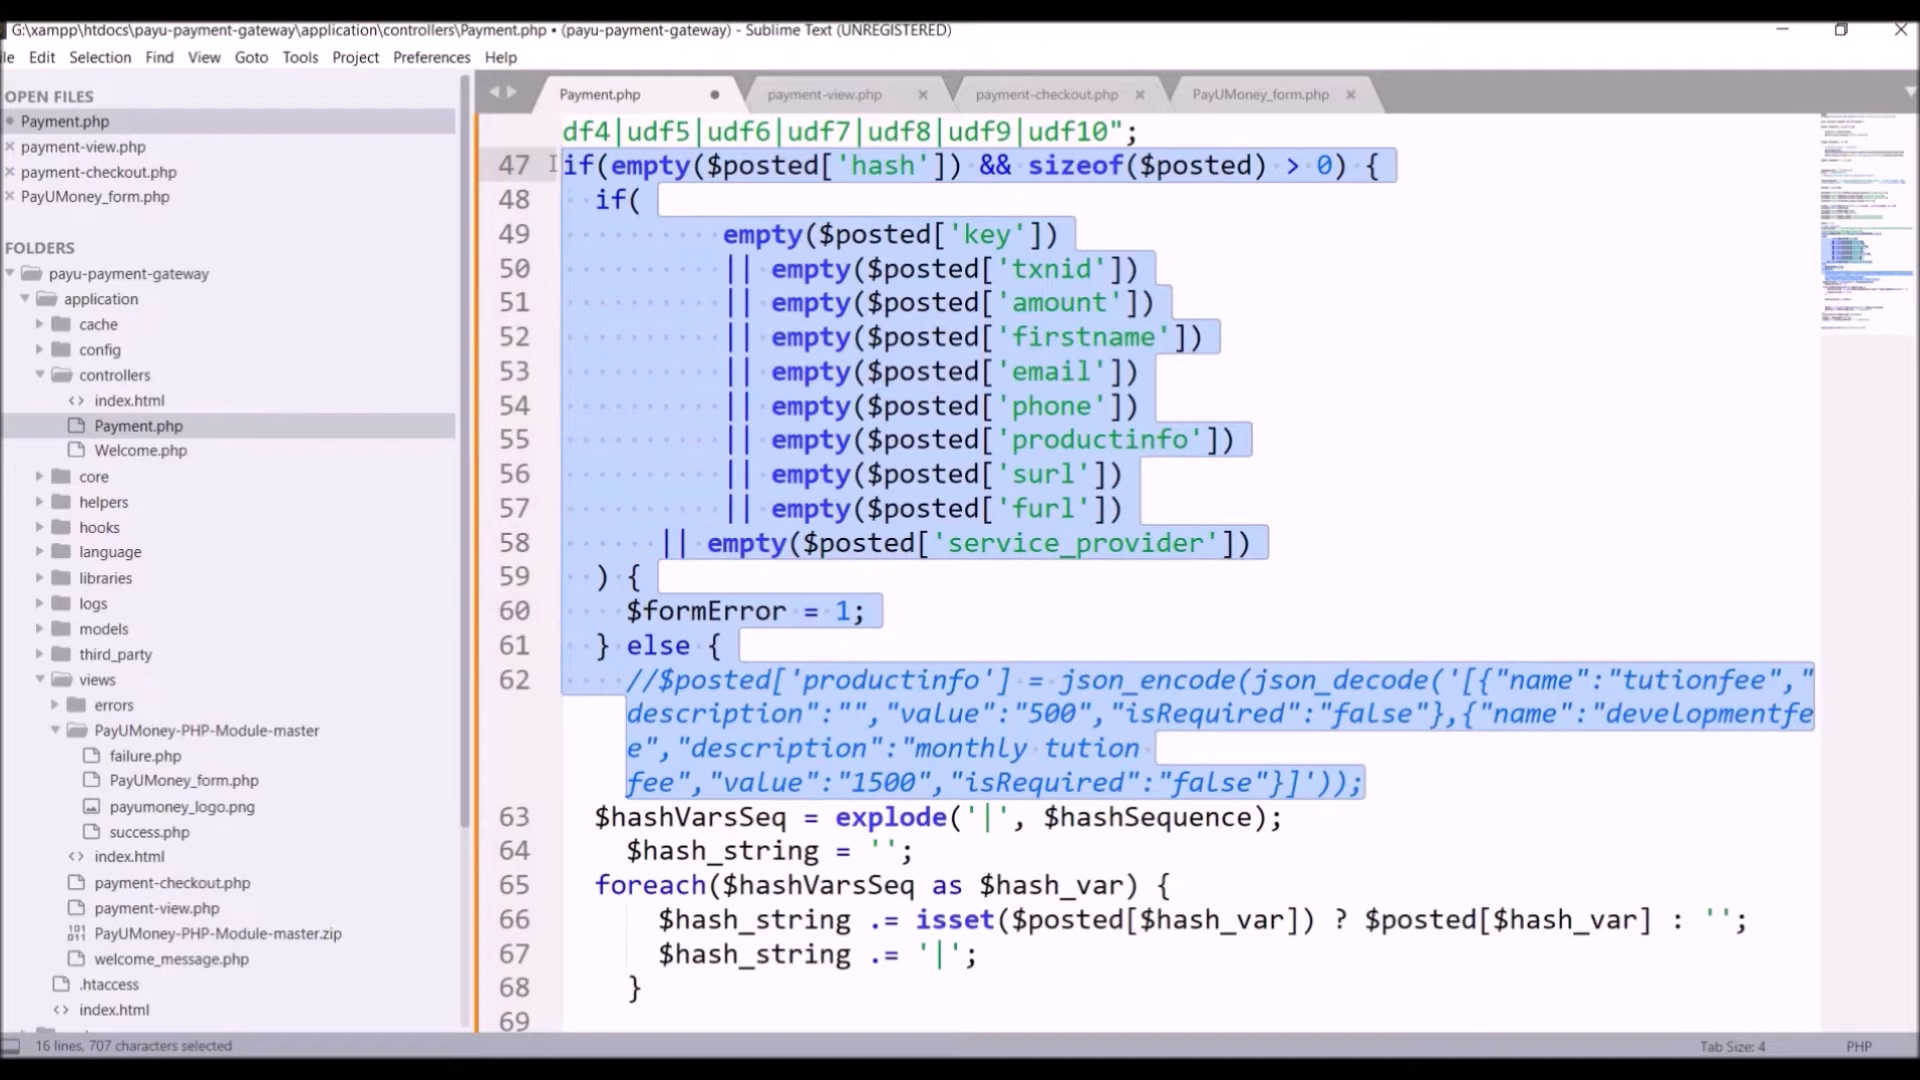 G:\xampp\htdocs\payu-payment-gateway\application\controllers\Payment.php • (payu-payment-gateway) - Sublime Text (UNREGISTERED)
Edit Selection Find View Goto Tools Project Preferences Help
OPEN FILES
Payment.php
payment-view.php
payment-checkout.php
PayUMoney_form.php
FOLDERS
payu-payment-gateway
application
cache
config
controllers
index.html
Payment.php
Welcome.php
core
helpers
hooks
language
libraries
logs
models
third_party
views
errors
PayUMoney-PHP-Module-master
failure.php
PayUMoney_form.php
payumoney_logo.png
success.php
index.html
payment-checkout.php
payment-view.php
PayUMoney-PHP-Module-master.zip
welcome_message.php
.htaccess
index.html
Payment.php payment-view.php payment-checkout.php PayUMoney_form.php
df4|udf5|udf6|udf7|udf8|udf9|udf10";
47 if(empty($posted['hash']) && sizeof($posted) > 0) {
48 if(
49 empty($posted['key'])
50 || empty($posted['txnid'])
51 || empty($posted['amount'])
52 || empty($posted['firstname'])
53 || empty($posted['email'])
54 || empty($posted['phone'])
55 || empty($posted['productinfo'])
56 || empty($posted['surl'])
57 || empty($posted['furl'])
58 || empty($posted['service_provider'])
59 ) {
60 $formError = 1;
61 } else {
62 //$posted['productinfo'] = json_encode(json_decode('[{"name":"tutionfee","
description":"","value":"500","isRequired":"false"},{"name":"developmentfe
e","description":"monthly tution
fee","value":"1500","isRequired":"false"}]'));
63 $hashVarsSeq = explode('|', $hashSequence);
64 $hash_string = '';
65 foreach($hashVarsSeq as $hash_var) {
66 $hash_string .= isset($posted[$hash_var]) ? $posted[$hash_var] : '';
67 $hash_string .= '|';
68 }
69
16 lines, 707 characters selected
Tab Size: 4 PHP